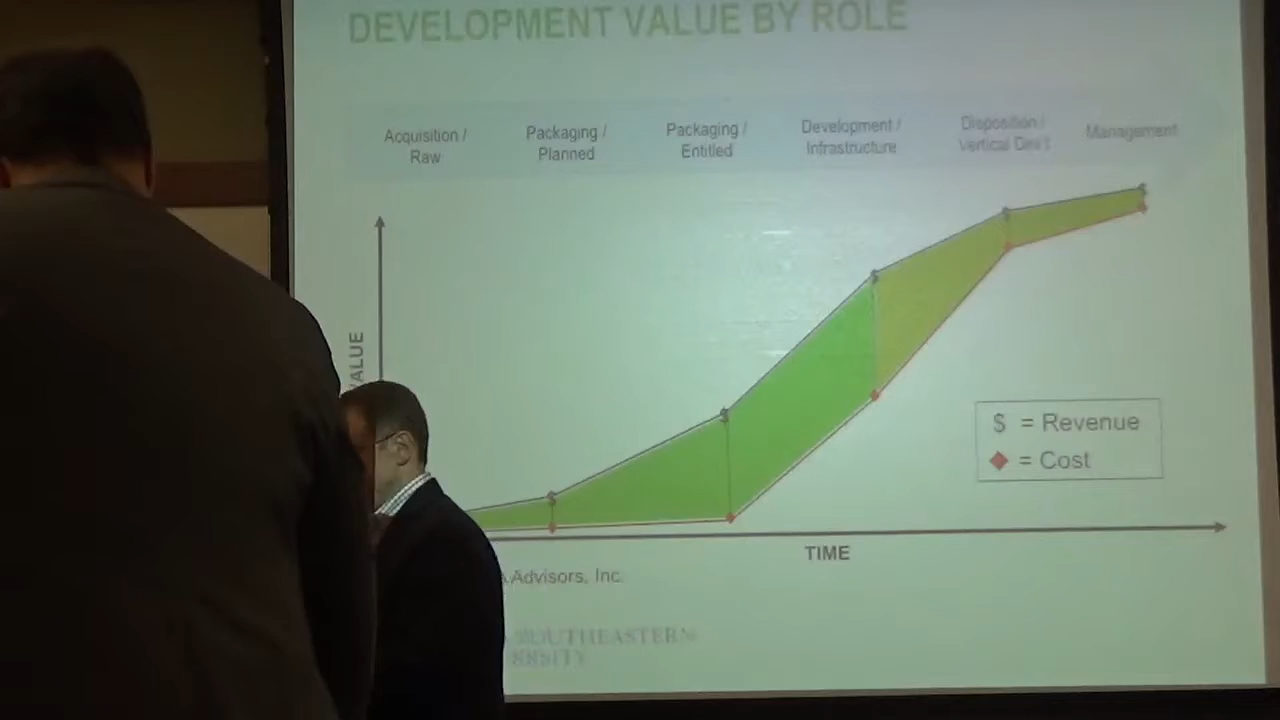 DEVELOPMENT VALUE BY ROLE
Acquisition /
Raw
Packaging /
Planned
Packaging /
Entitled
Development /
Infrastructure
Disposition /
Vertical Dev't
Management
VALUE
$ = Revenue
= Cost
TIME
Advisors, Inc.
SOUTHEASTERN